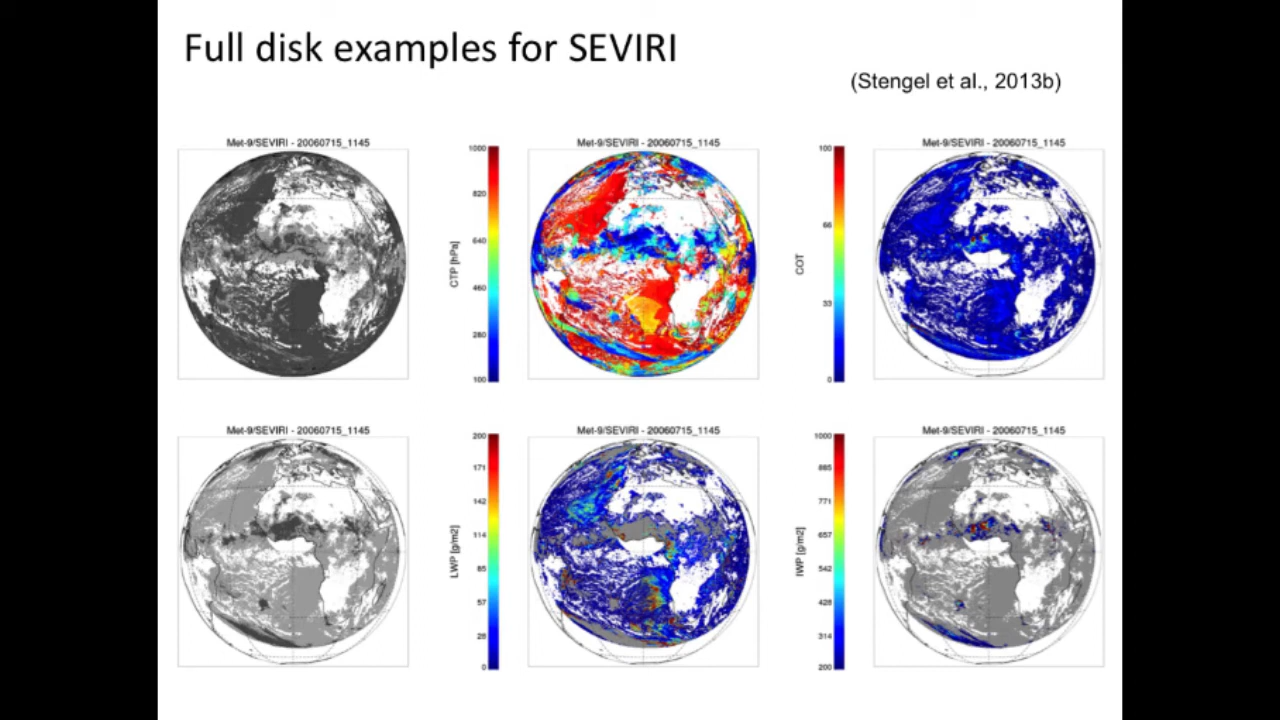 Full disk examples for SEVIRI
(Stengel et al., 2013b)
Met-9/SEVIRI - 20060715_1145
Met-9/SEVIRI - 20060715_1145
Met-9/SEVIRI - 20060715_1145
CTP [hPa]
1000
820
640
460
280
100
COT
100
66
33
0
Met-9/SEVIRI - 20060715_1145
Met-9/SEVIRI - 20060715_1145
Met-9/SEVIRI - 20060715_1145
LWP [g/m2]
200
171
142
114
85
57
28
0
IWP [g/m2]
1000
885
771
657
542
428
314
200